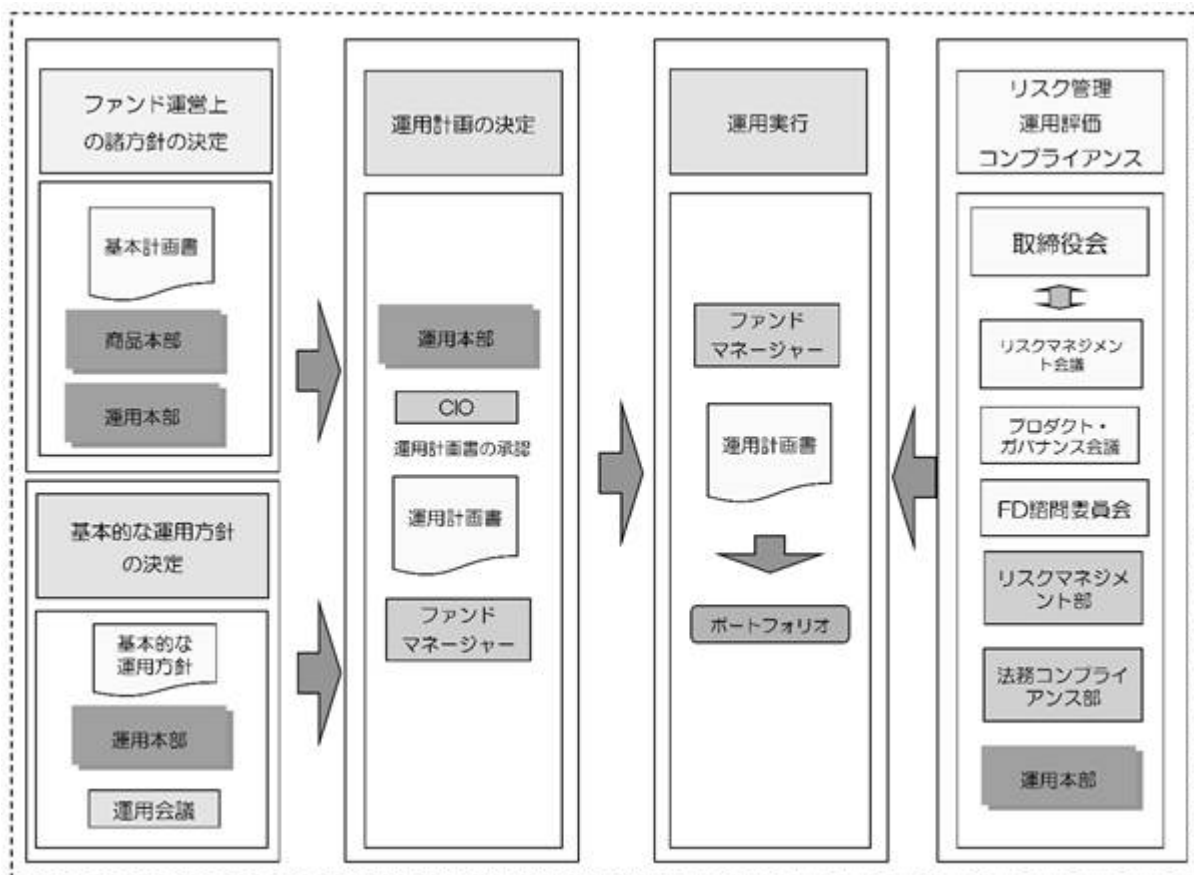 ファンド運営上
の諸方針の決定
基本計画書
商品本部
運用本部
基本的な運用方針
の決定
基本的な
運用方針
運用本部
運用会議
運用計画の決定
運用本部
CIO
運用計画書の承認
運用計画書
ファンド
マネージャー
運用実行
ファンド
マネージャー
運用計画書
ポートフォリオ
リスク管理
運用評価
コンプライアンス
取締役会
リスクマネジメン
ト会議
プロダクト・
ガバナンス会議
FD諮問委員会
リスクマネジメ
ント部
法務コンプライ
アンス部
運用本部